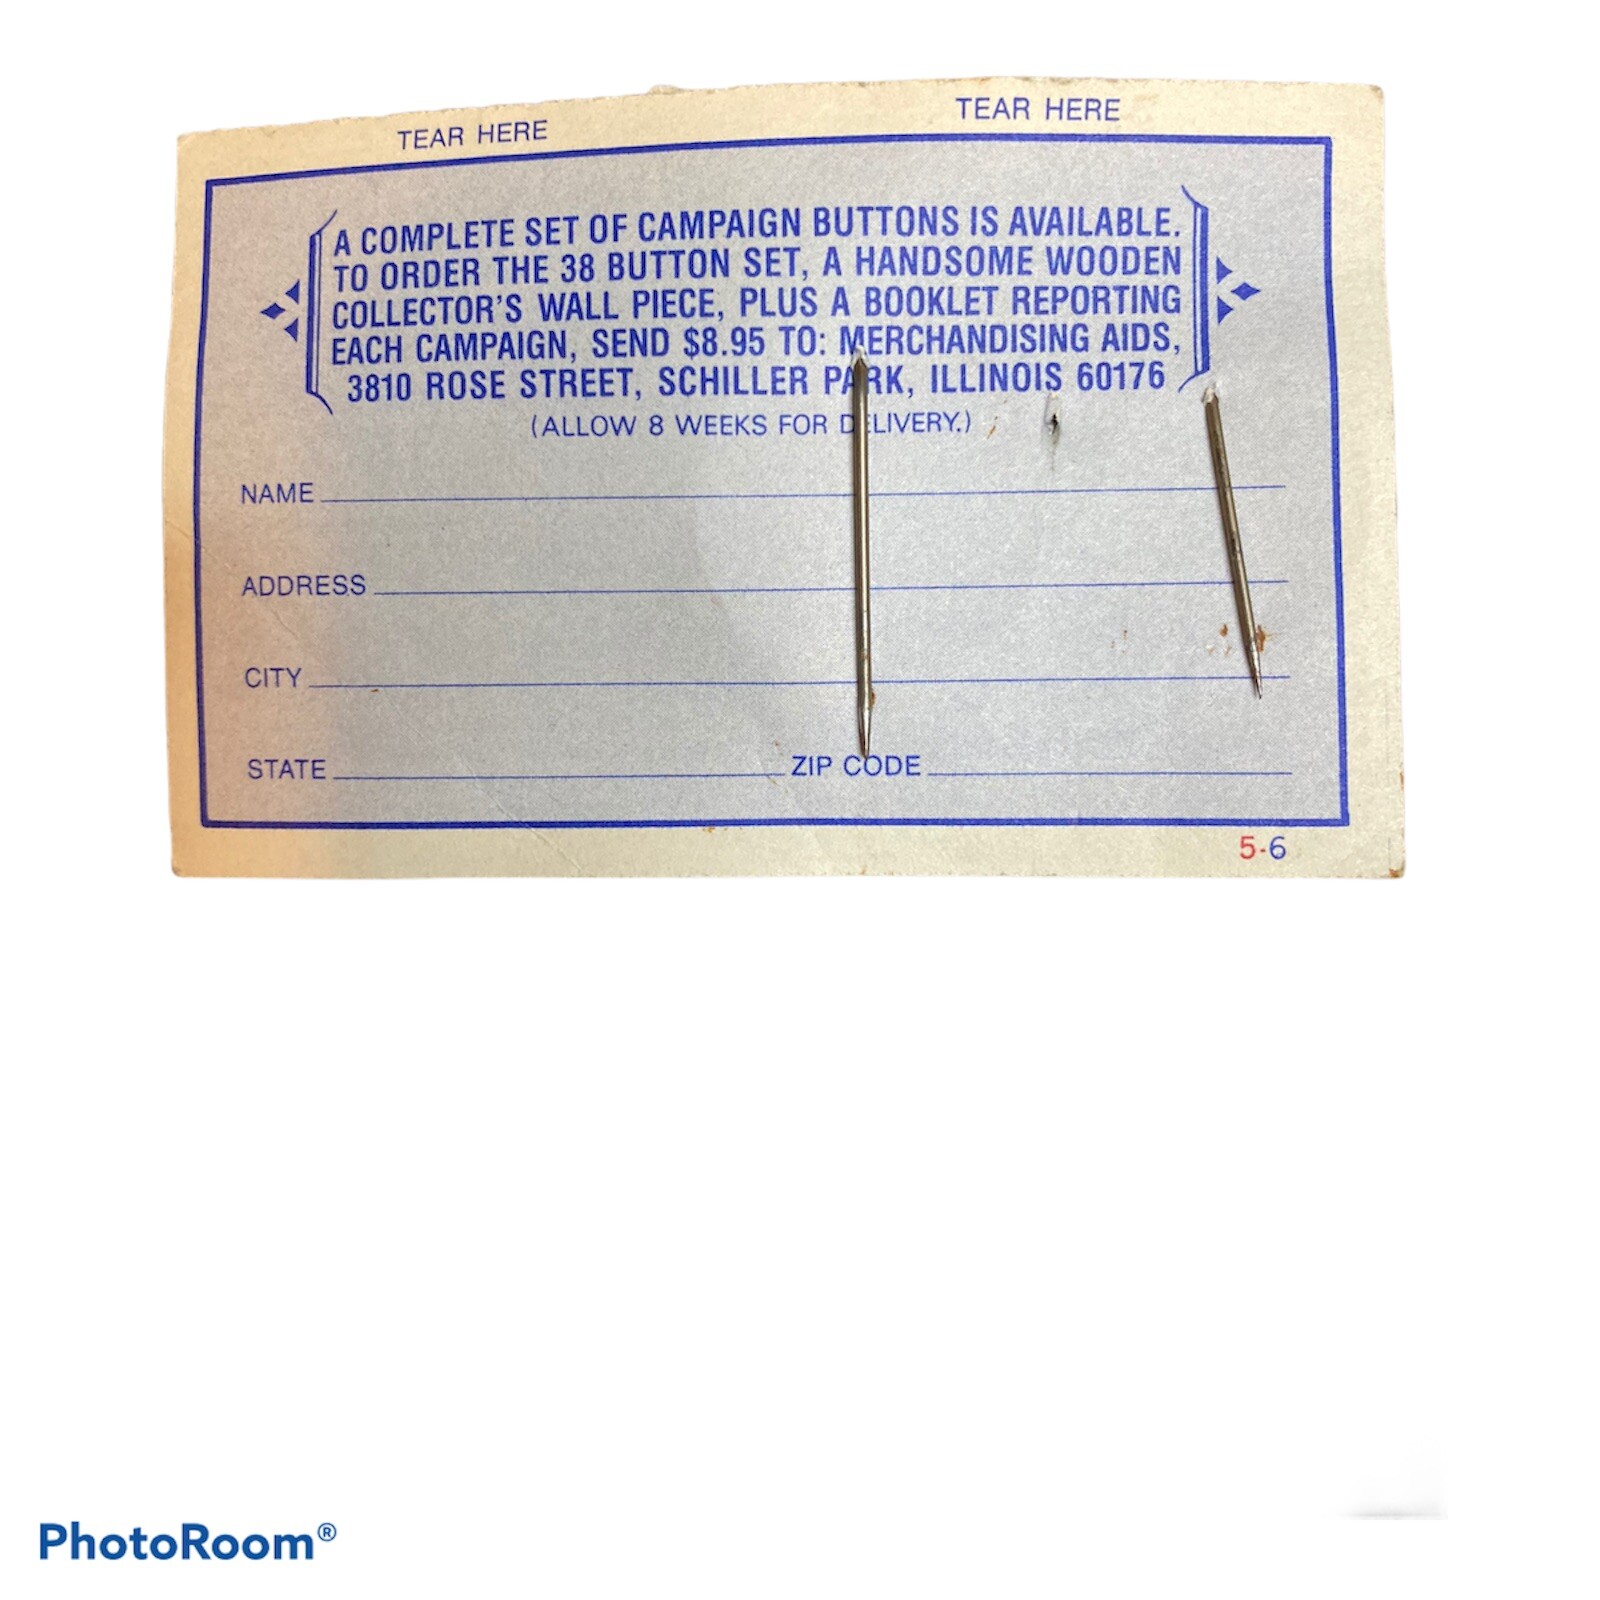 TEAR HERE TEAR HERE
A COMPLETE SET OF CAMPAIGN BUTTONS IS AVAILABLE.
TO ORDER THE 38 BUTTON SET, A HANDSOME WOODEN
COLLECTOR'S WALL PIECE, PLUS A BOOKLET REPORTING
EACH CAMPAIGN, SEND $8.95 TO: MERCHANDISING AIDS,
3810 ROSE STREET, SCHILLER PARK, ILLINOIS 60176
(ALLOW 8 WEEKS FOR DELIVERY.)
NAME
ADDRESS
CITY
STATE ZIP CODE
5-6
PhotoRoom®